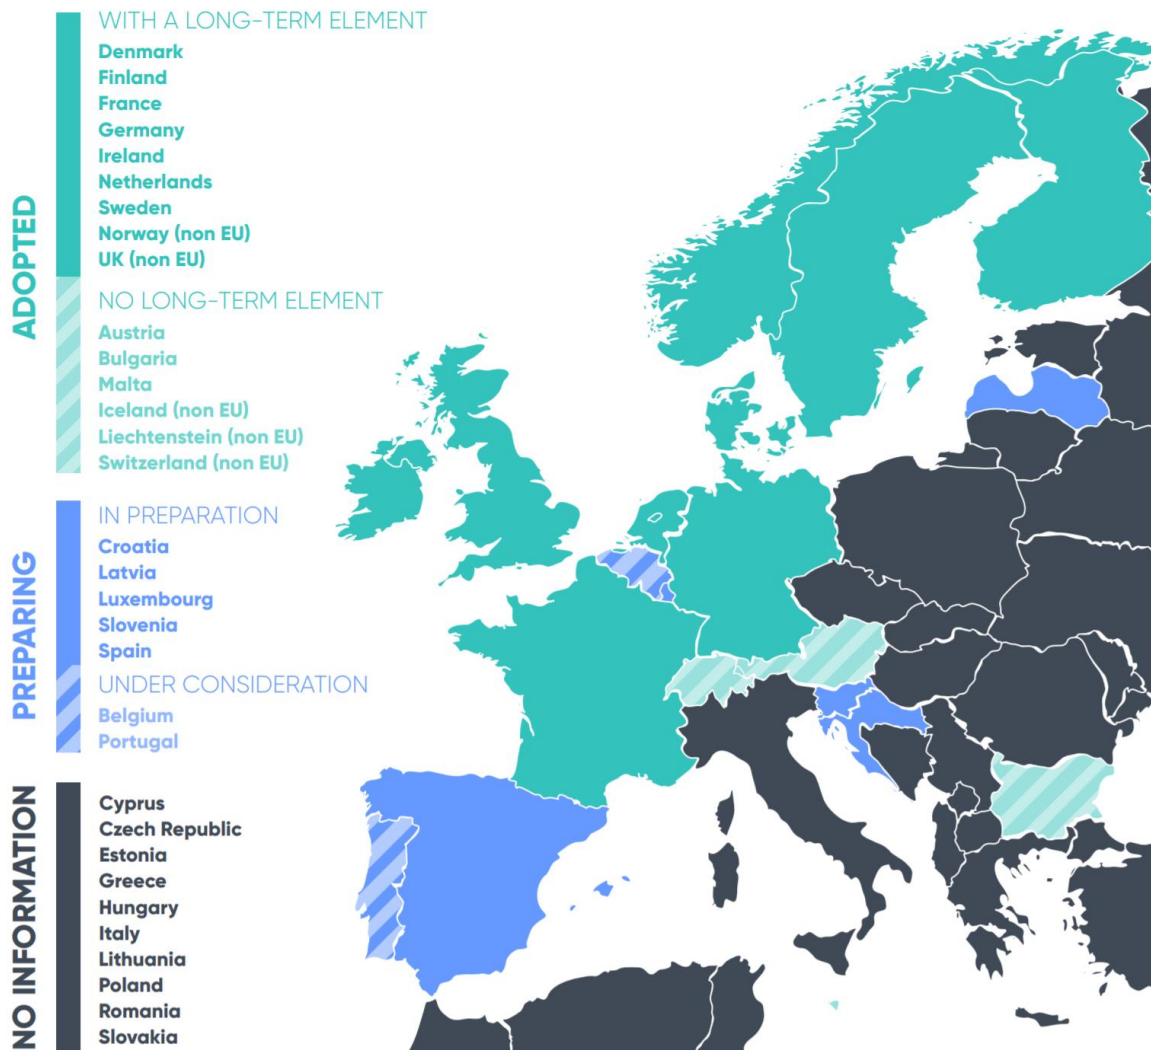 ADOPTED
WITH A LONG-TERM ELEMENT
Denmark
Finland
France
Germany
Ireland
Netherlands
Sweden
Norway (non EU)
UK (non EU)
NO LONG-TERM ELEMENT
Austria
Bulgaria
Malta
Iceland (non EU)
Liechtenstein (non EU)
Switzerland (non EU)
PREPARING
IN PREPARATION
Croatia
Latvia
Luxembourg
Slovenia
Spain
UNDER CONSIDERATION
Belgium
Portugal
NO INFORMATION
Cyprus
Czech Republic
Estonia
Greece
Hungary
Italy
Lithuania
Poland
Romania
Slovakia